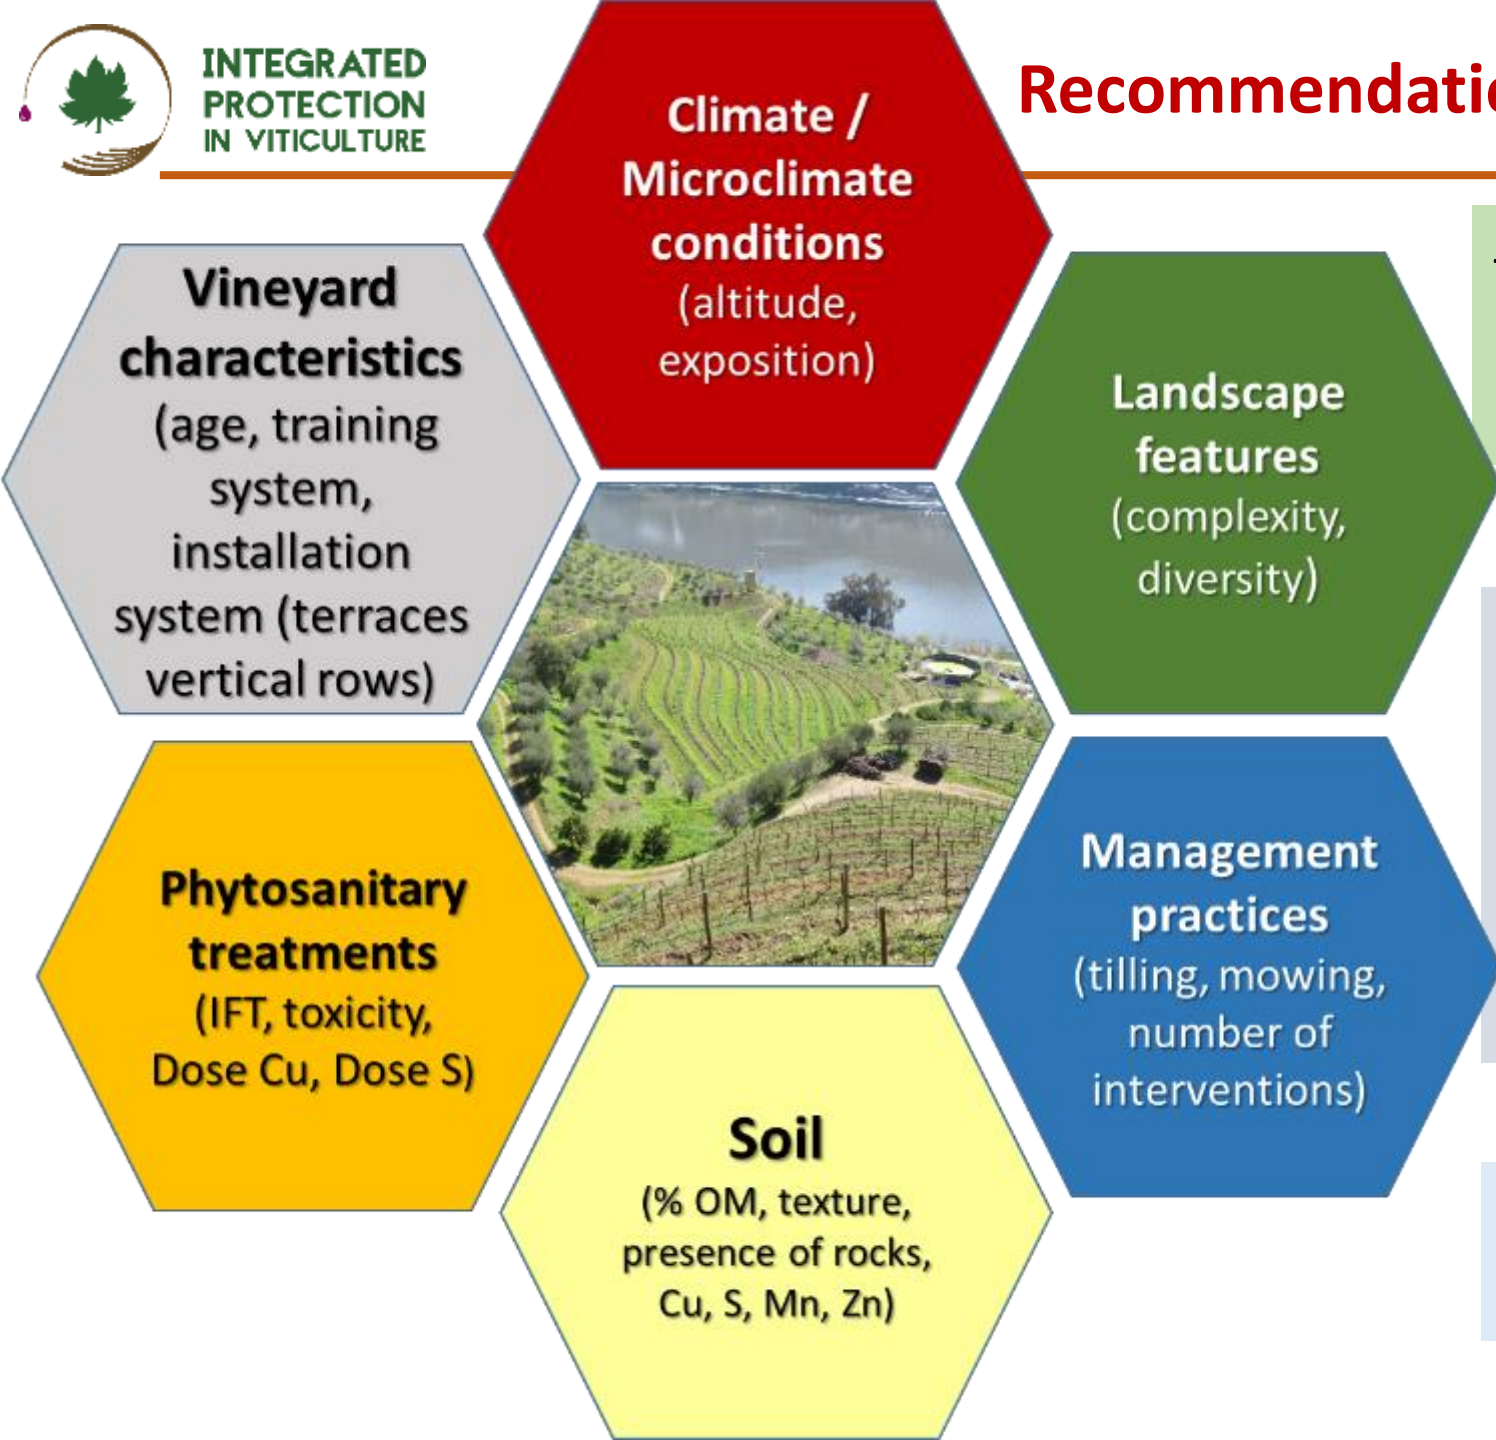 INTEGRATED
PROTECTION
IN VITICULTURE
Climate /
Microclimate
conditions
(altitude,
exposition)
Vineyard
characteristics
(age, training
system,
installation
system (terraces
vertical rows)
Landscape
features
(complexity,
diversity)
Phytosanitary
treatments
(IFT, toxicity,
Dose Cu, Dose S)
Management
practices
(tilling, mowing,
number of
interventions)
Soil
(% OM, texture,
presence of rocks,
Cu, S, Mn, Zn)